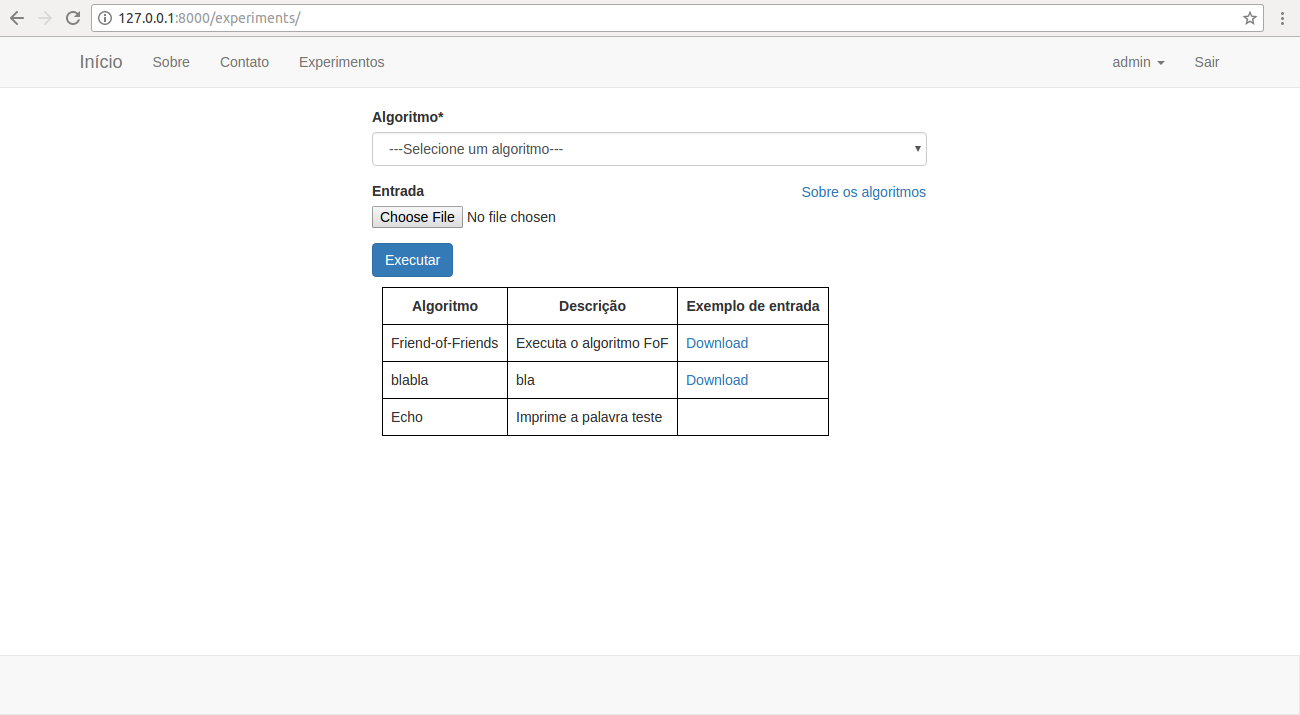 127.0.0.1:8000/experiments/
Início Sobre Contato Experimentos admin Sair
Algoritmo*
---Selecione um algoritmo---
Entrada Sobre os algoritmos
Choose File No file chosen
Executar
Algoritmo Descrição Exemplo de entrada
Friend-of-Friends Executa o algoritmo FoF Download
blabla bla Download
Echo Imprime a palavra teste